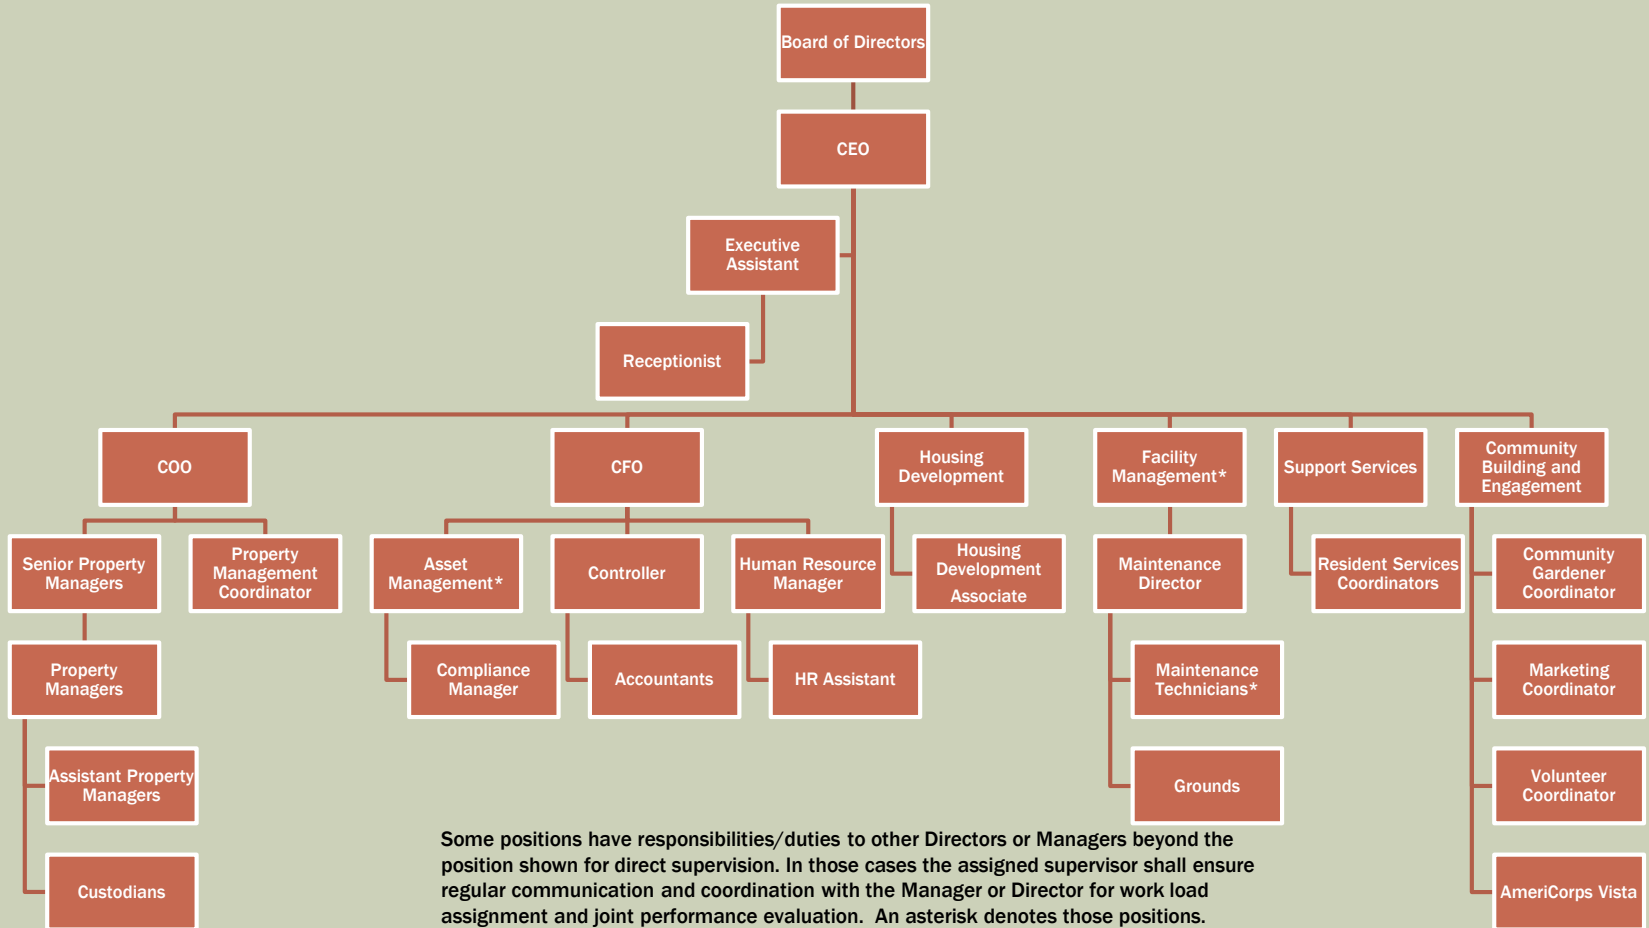 Board of Directors
CEO
Executive
Assistant
Receptionist
COO
CFO
Housing
Development
Facility
Management*
Support Services
Community
Building and
Engagement
Senior Property
Managers
Property
Management
Coordinator
Asset
Management*
Controller
Human Resource
Manager
Housing
Development
Associate
Maintenance
Director
Resident Services
Coordinators
Community
Gardener
Coordinator
Property
Managers
Compliance
Manager
Accountants
HR Assistant
Maintenance
Technicians*
Marketing
Coordinator
Assistant Property
Managers
Grounds
Volunteer
Coordinator
Custodians
AmeriCorps Vista
Some positions have responsibilities/duties to other Directors or Managers beyond the
position shown for direct supervision. In those cases the assigned supervisor shall ensure
regular communication and coordination with the Manager or Director for work load
assignment and joint performance evaluation. An asterisk denotes those positions.